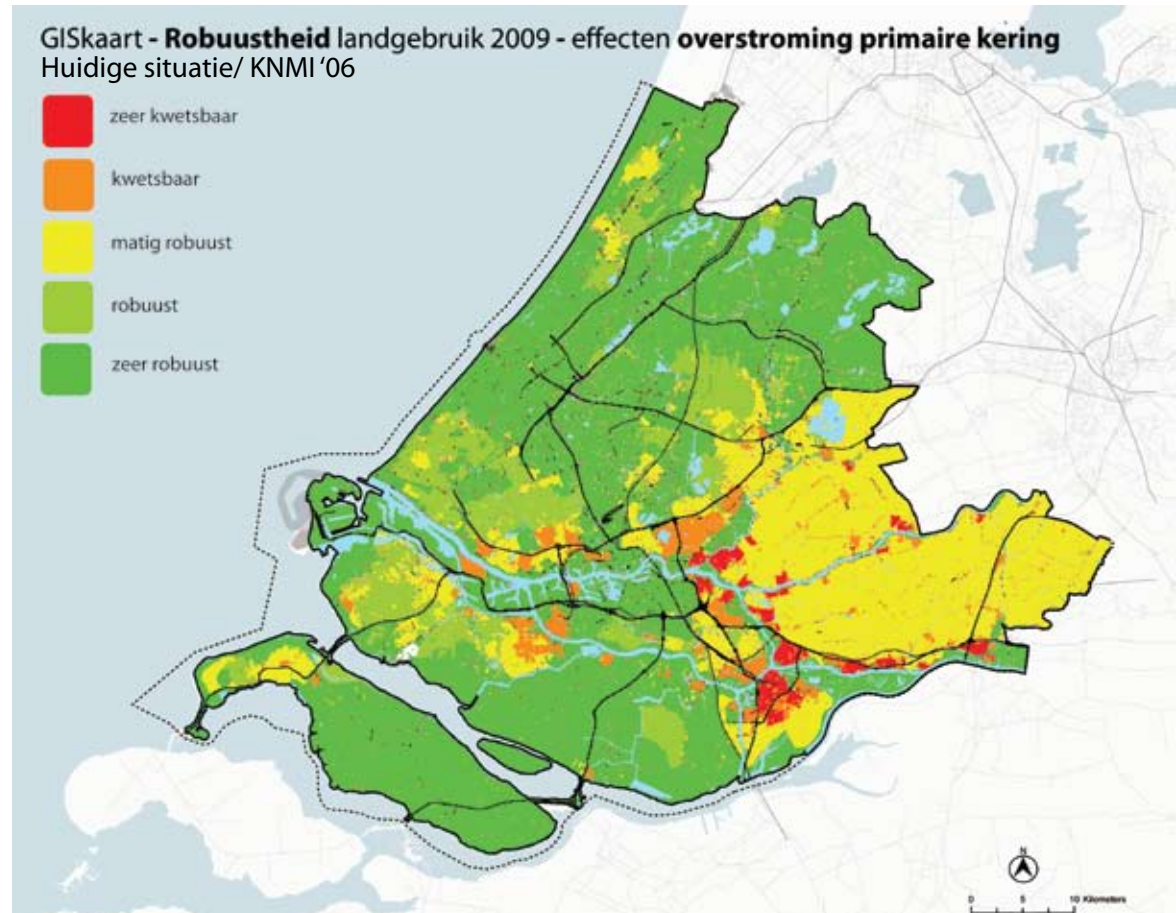 GISkaart - Robuustheid landgebruik 2009 - effecten overstroming primaire kering
Huidige situatie/ KNMI '06
zeer kwetsbaar
kwetsbaar
matig robuust
robuust
zeer robuust
N
0 5 10 Kilometers